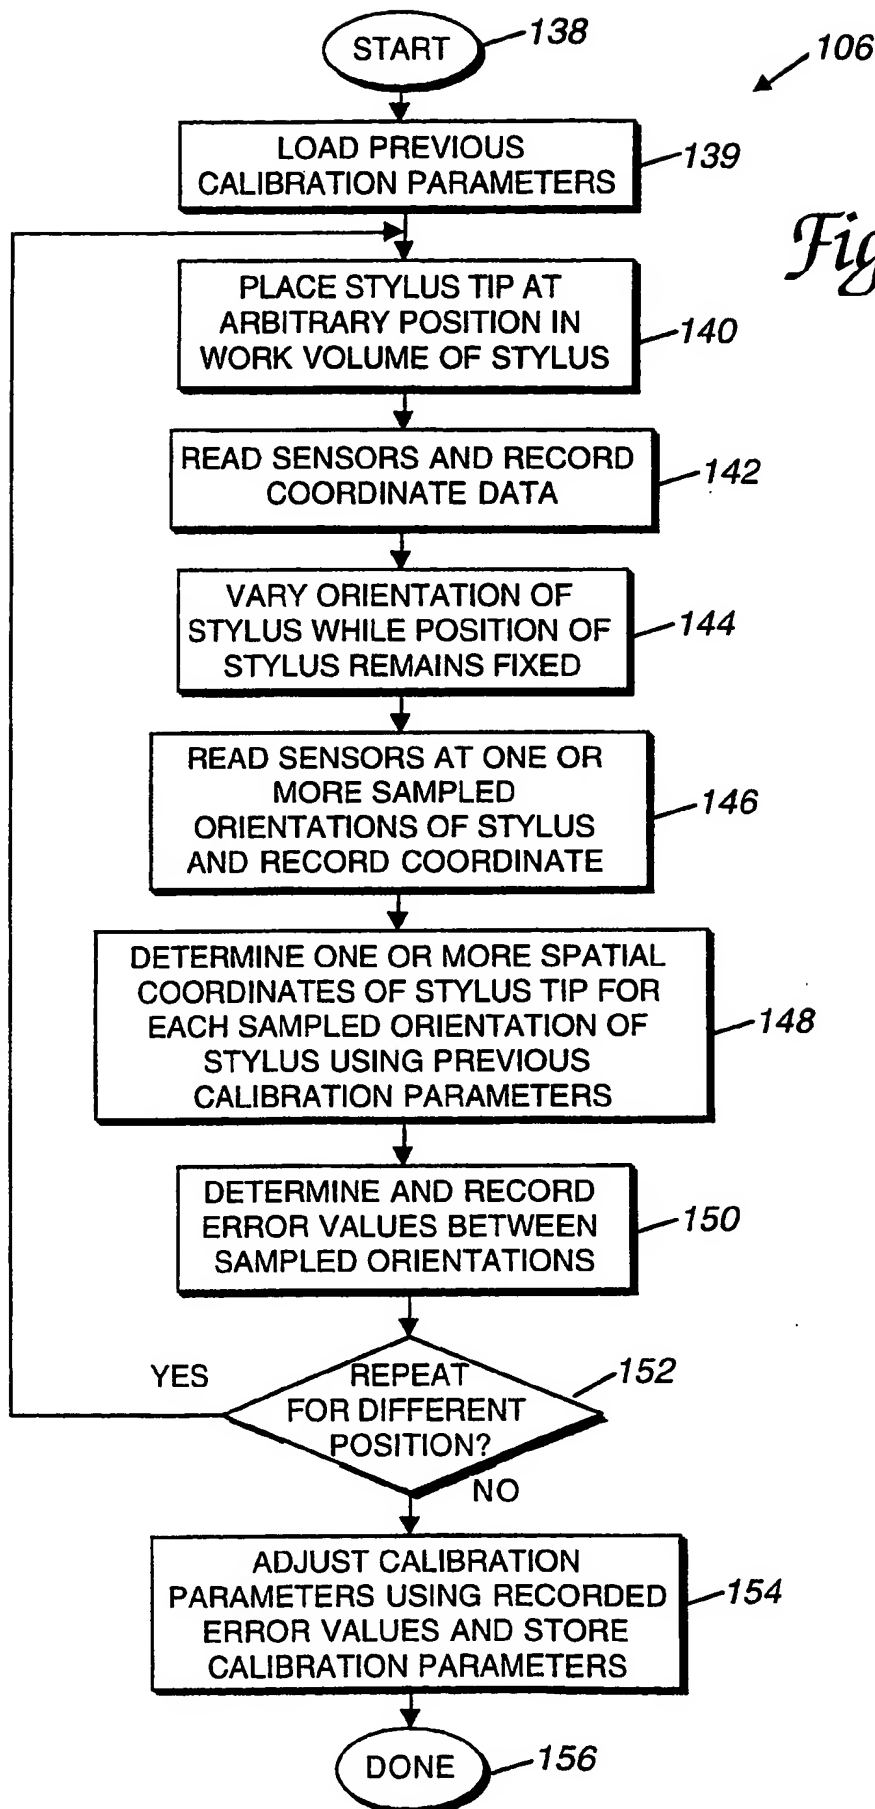 START
138
106
LOAD PREVIOUS
CALIBRATION PARAMETERS
139
Fig
PLACE STYLUS TIP AT
ARBITRARY POSITION IN
WORK VOLUME OF STYLUS
140
READ SENSORS AND RECORD
COORDINATE DATA
142
VARY ORIENTATION OF
STYLUS WHILE POSITION OF
STYLUS REMAINS FIXED
144
READ SENSORS AT ONE OR
MORE SAMPLED
ORIENTATIONS OF STYLUS
AND RECORD COORDINATE
146
DETERMINE ONE OR MORE SPATIAL
COORDINATES OF STYLUS TIP FOR
EACH SAMPLED ORIENTATION OF
STYLUS USING PREVIOUS
CALIBRATION PARAMETERS
148
DETERMINE AND RECORD
ERROR VALUES BETWEEN
SAMPLED ORIENTATIONS
150
YES
REPEAT
FOR DIFFERENT
POSITION?
152
NO
ADJUST CALIBRATION
PARAMETERS USING RECORDED
ERROR VALUES AND STORE
CALIBRATION PARAMETERS
154
DONE
156